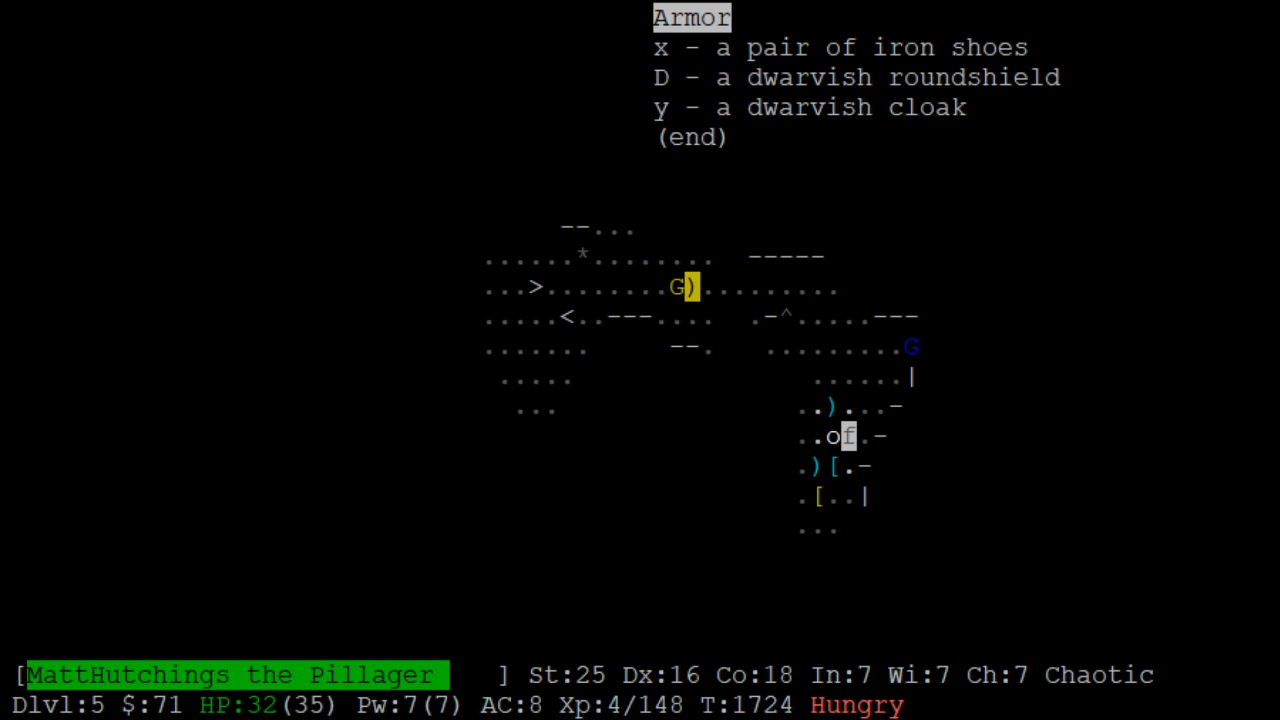 Armor
x - a pair of iron shoes
D - a dwarvish roundshield
y - a dwarvish cloak
(end)
--...
......*........ -----
...>........G).........
.....<..---.... .-^.....---
....... --. .........G
..... ......|
... ..)...-
..of.-
.)[.-
.[..|
...
[MattHutchings the Pillager ] St:25 Dx:16 Co:18 In:7 Wi:7 Ch:7 Chaotic
Dlvl:5 $:71 HP:32(35) Pw:7(7) AC:8 Xp:4/148 T:1724 Hungry